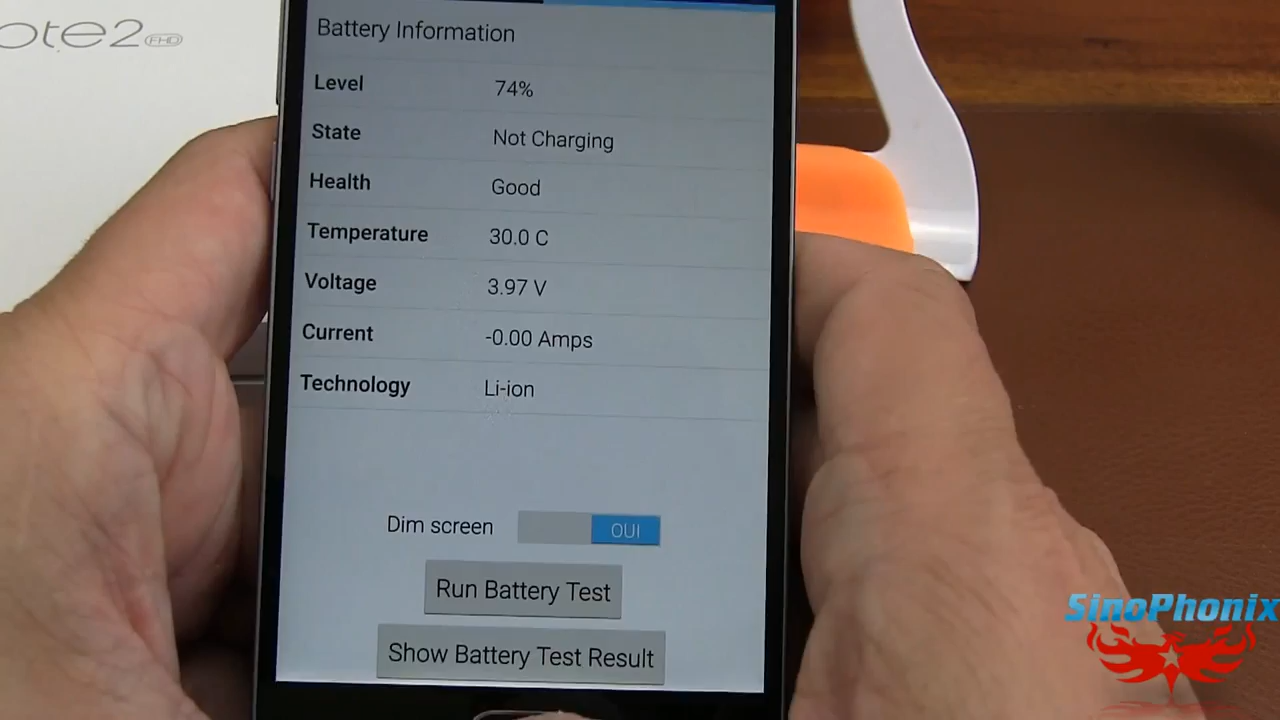 ote2 FHD
Battery Information
Level 74%
State Not Charging
Health Good
Temperature 30.0 C
Voltage 3.97 V
Current -0.00 Amps
Technology Li-ion
Dim screen OUI
Run Battery Test
Show Battery Test Result
SinoPhonix